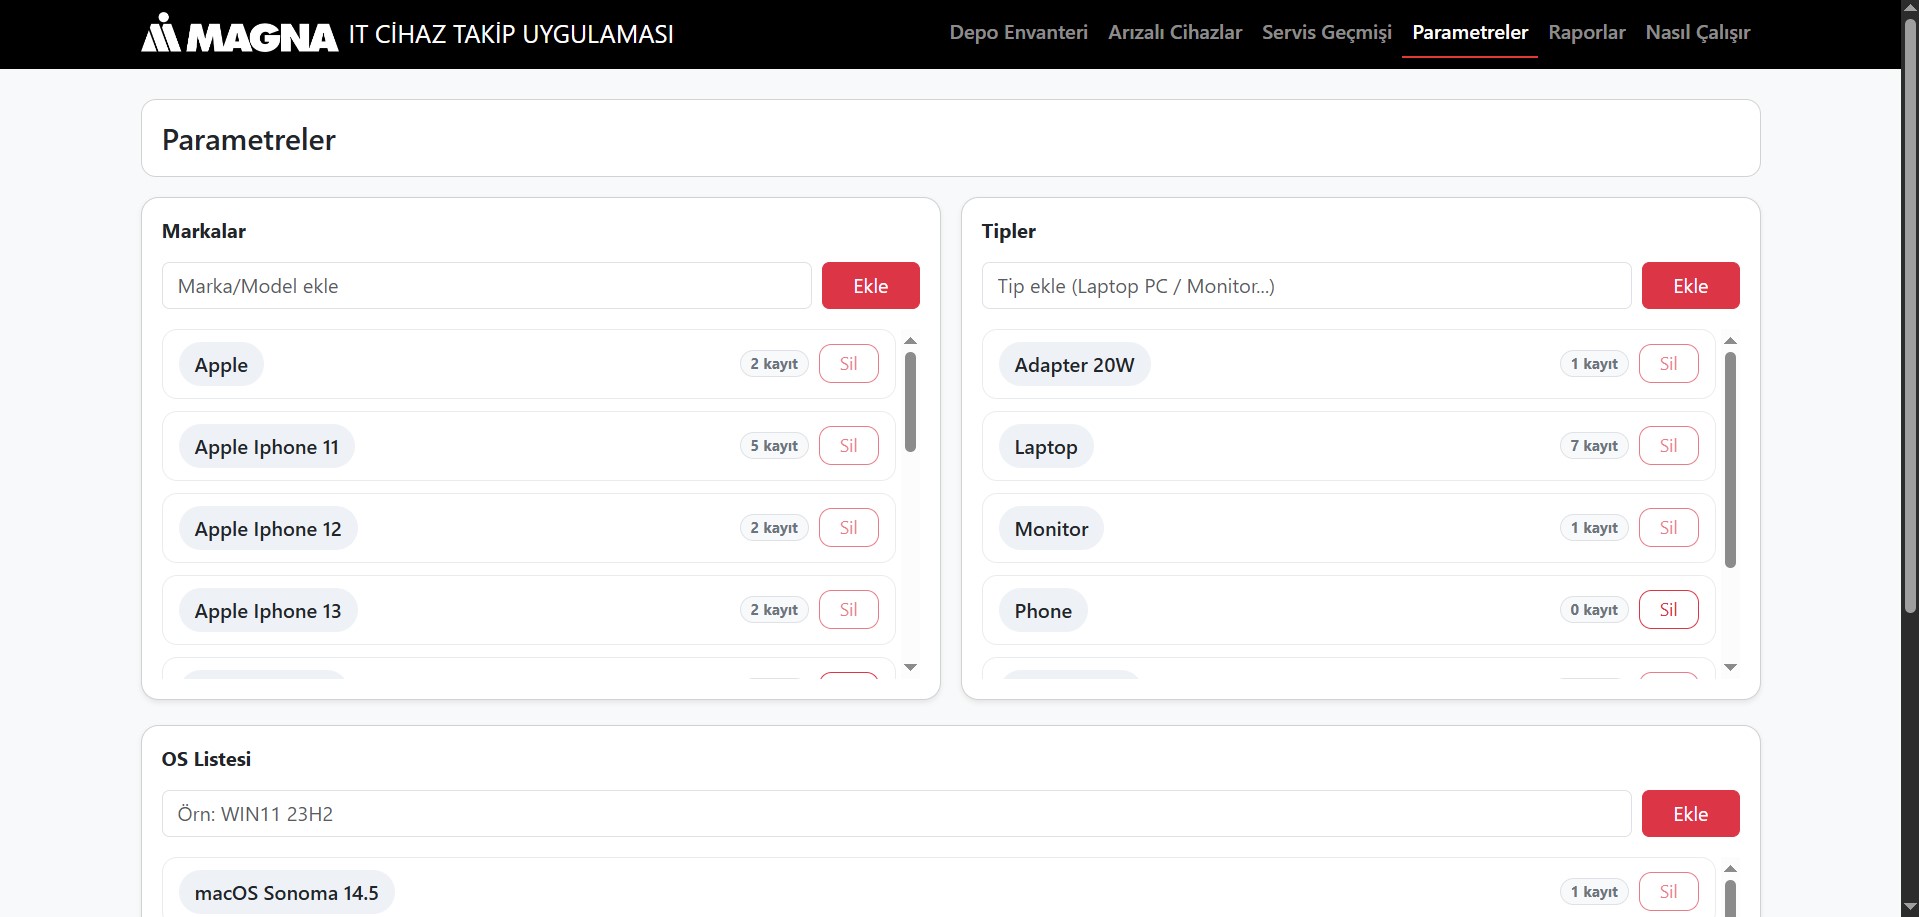 MAGNA IT CİHAZ TAKİP UYGULAMASI
Depo Envanteri Arızalı Cihazlar Servis Geçmişi Parametreler Raporlar Nasıl Çalışır
Parametreler
Markalar
Marka/Model ekle Ekle
Apple 2 kayıt Sil
Apple Iphone 11 5 kayıt Sil
Apple Iphone 12 2 kayıt Sil
Apple Iphone 13 2 kayıt Sil
Tipler
Tip ekle (Laptop PC / Monitor...) Ekle
Adapter 20W 1 kayıt Sil
Laptop 7 kayıt Sil
Monitor 1 kayıt Sil
Phone 0 kayıt Sil
OS Listesi
Örn: WIN11 23H2 Ekle
macOS Sonoma 14.5 1 kayıt Sil